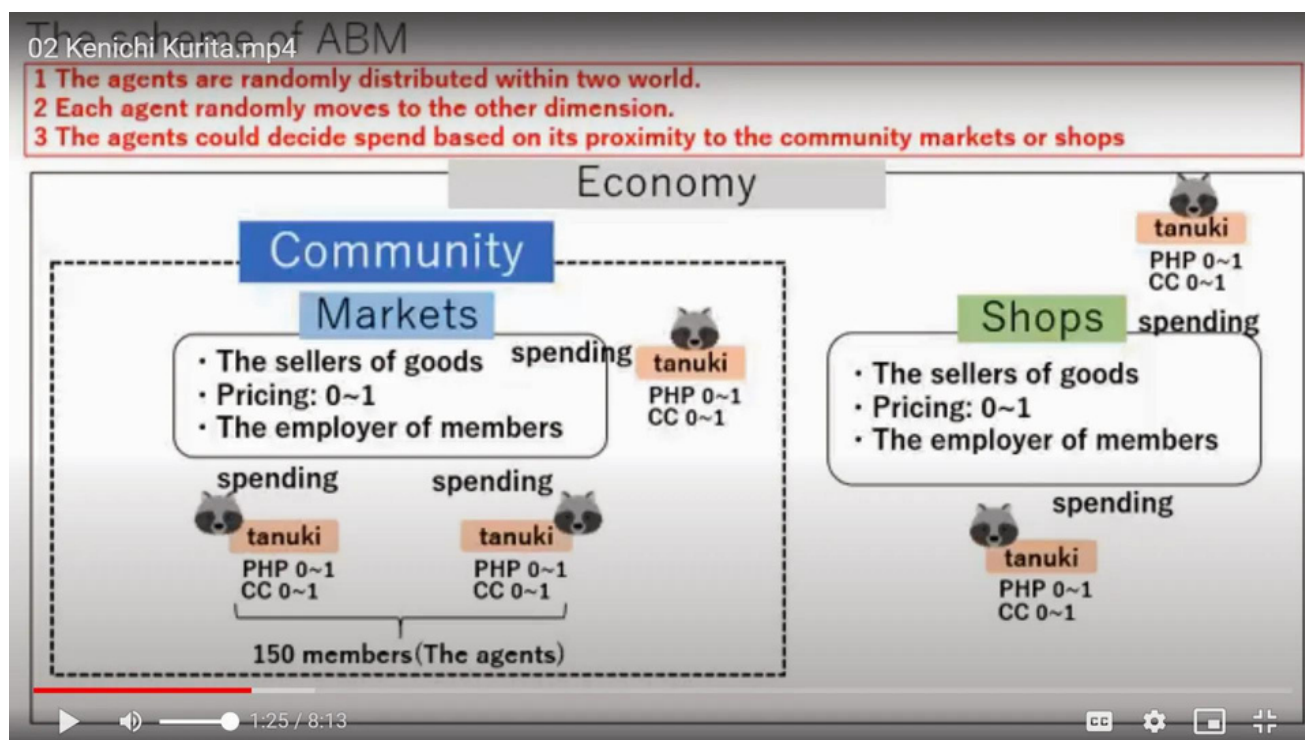 The scheme of ABM
02 Kenichi Kurita.mp4
1 The agents are randomly distributed within two world.
2 Each agent randomly moves to the other dimension.
3 The agents could decide spend based on its proximity to the community markets or shops
Economy
Community
Markets
・The sellers of goods
・Pricing: 0~1
・The employer of members
spending
tanuki
PHP 0~1
CC 0~1
spending
tanuki
PHP 0~1
CC 0~1
spending
tanuki
PHP 0~1
CC 0~1
150 members(The agents)
tanuki
PHP 0~1
CC 0~1
spending
Shops
・The sellers of goods
・Pricing: 0~1
・The employer of members
spending
tanuki
PHP 0~1
CC 0~1
1:25 / 8:13
CC